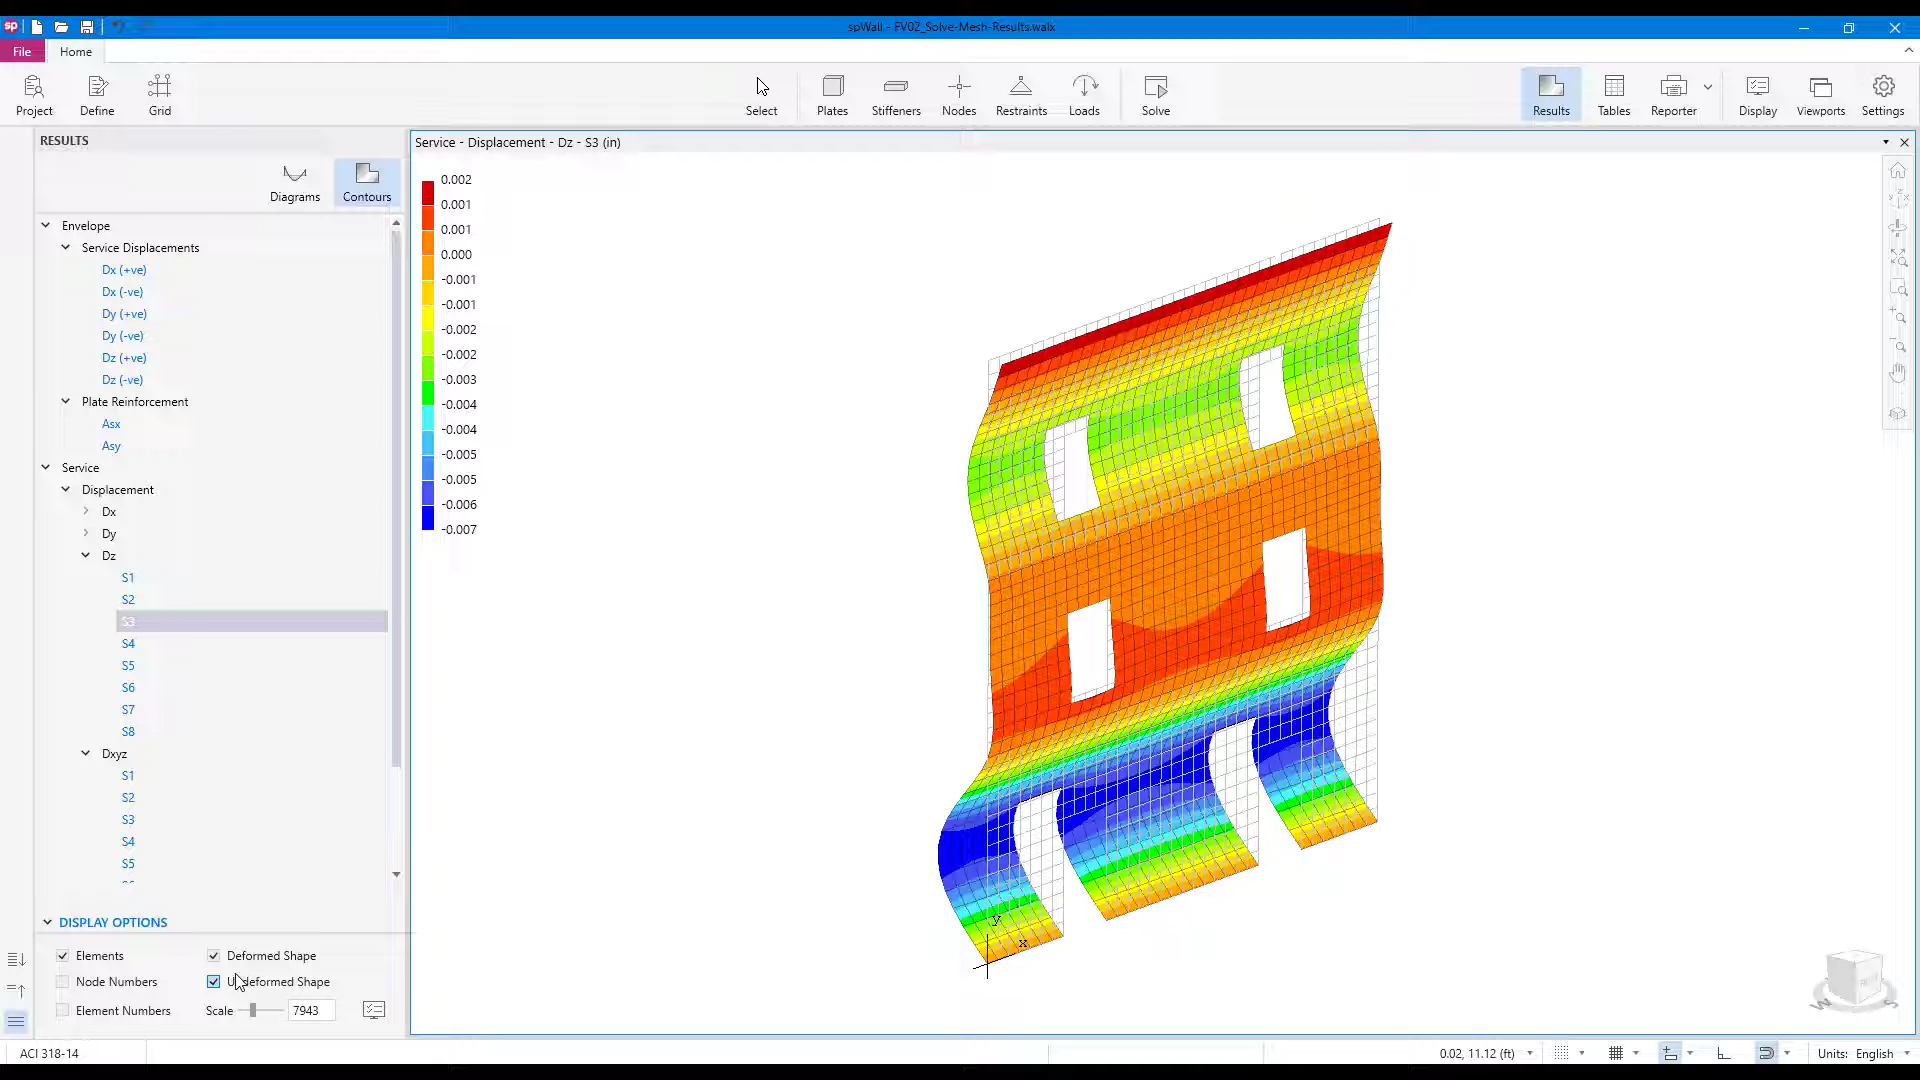 sp
spWall - FV02_Solve-Mesh-Results.walx
File
Home
Project
Define
Grid
Select
Plates
Stiffeners
Nodes
Restraints
Loads
Solve
Results
Tables
Reporter
Display
Viewports
Settings
RESULTS
Diagrams
Contours
Envelope
Service Displacements
Dx (+ve)
Dx (-ve)
Dy (+ve)
Dy (-ve)
Dz (+ve)
Dz (-ve)
Plate Reinforcement
Asx
Asy
Service
Displacement
Dx
Dy
Dz
S1
S2
S3
S4
S5
S6
S7
S8
Dxyz
S1
S2
S3
S4
S5
DISPLAY OPTIONS
Elements
Deformed Shape
Node Numbers
Undeformed Shape
Element Numbers
Scale
7943
Service - Displacement - Dz - S3 (in)
0.002
0.001
0.001
0.000
-0.001
-0.001
-0.002
-0.002
-0.003
-0.004
-0.004
-0.005
-0.005
-0.006
-0.007
y
x
ACI 318-14
0.02, 11.12 (ft)
Units: English